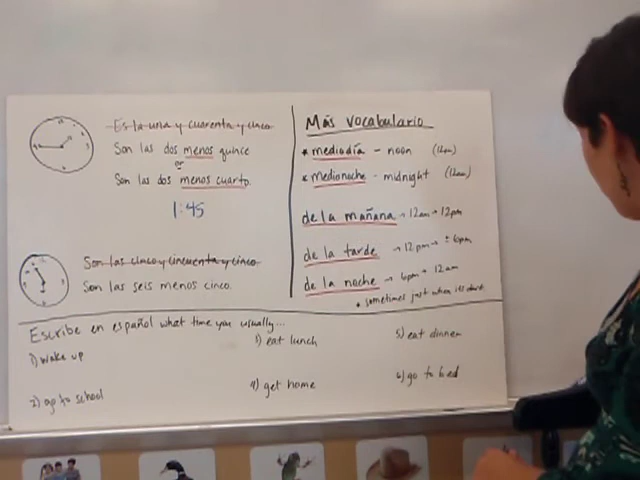 Es la una y cuarenta y cinco
Son las dos menos quince
or
Son las dos menos cuarto.
1:45
Son las cinco y cincuenta y cinco
Son las seis menos cinco.
Más vocabulario
* mediodía - noon (12pm)
* medianoche - midnight (12am)
de la mañana → 12am → 12pm
de la tarde → 12pm → ± 6pm
de la noche → 6pm → 12am
* sometimes just when it's dark
Escribe en español what time you usually...
1) wake up
2) go to school
3) eat lunch
4) get home
5) eat dinner
6) go to bed